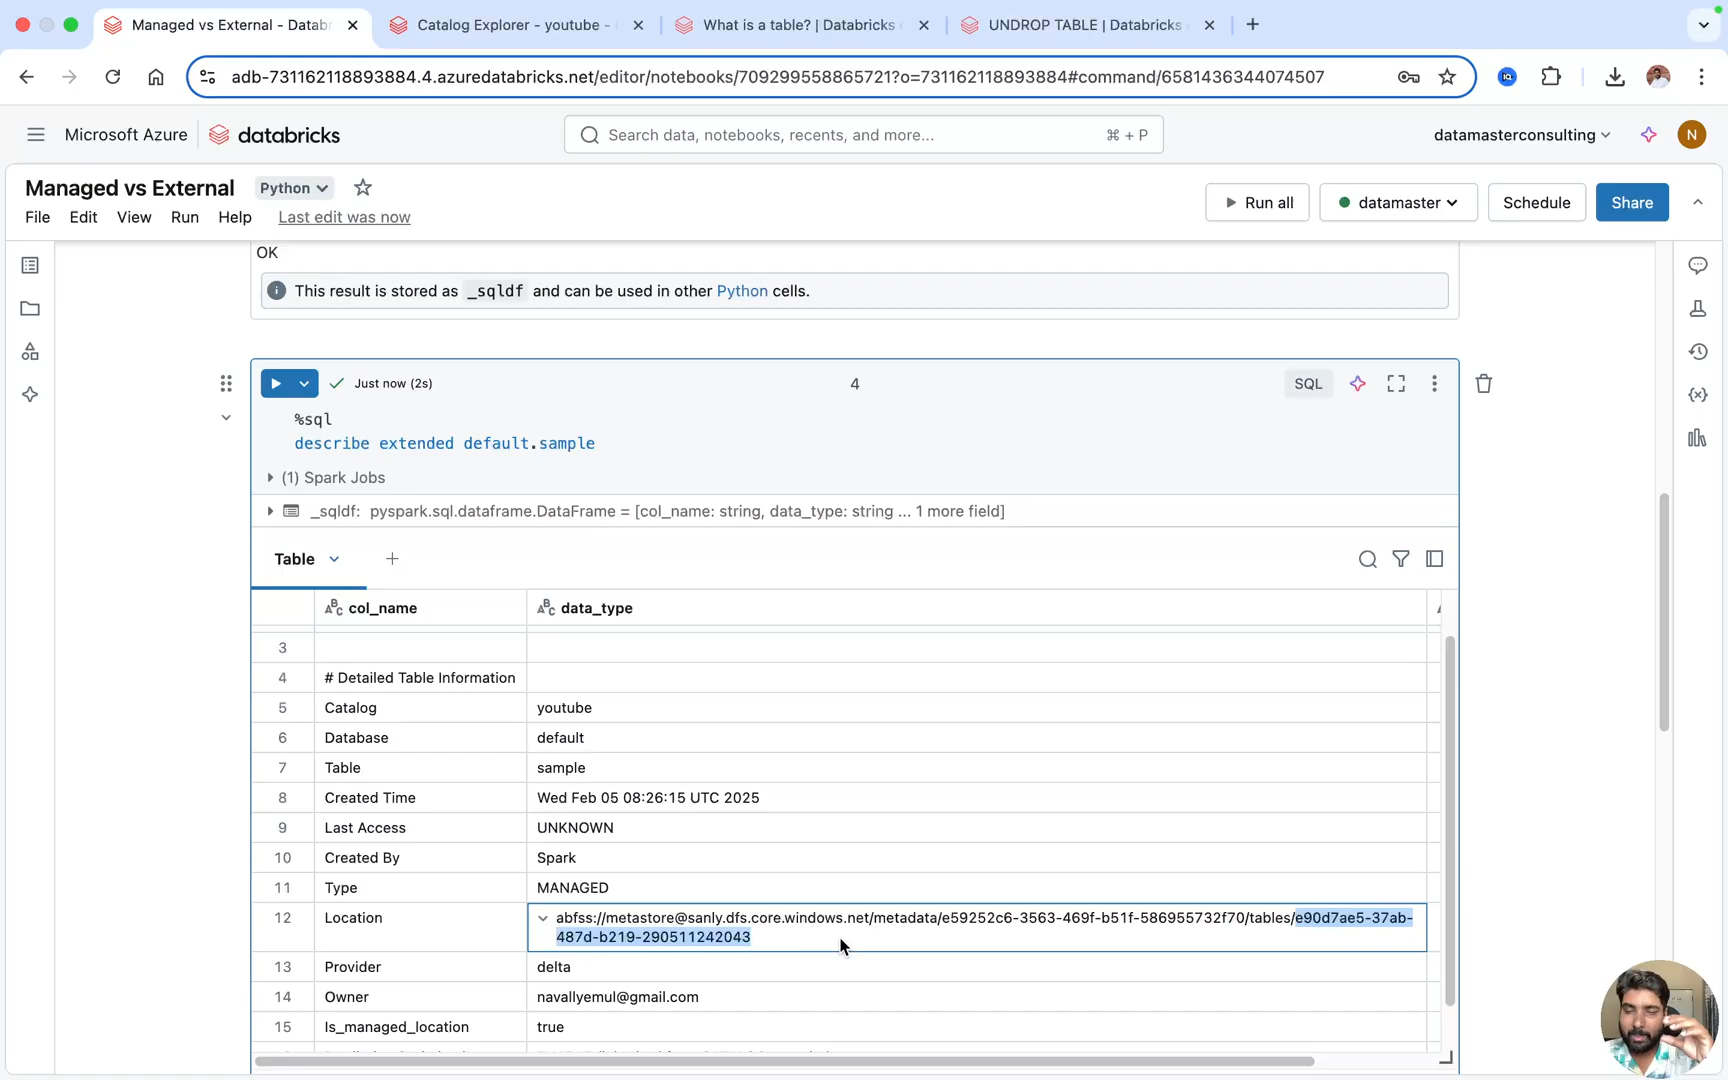 Managed vs External - Datab
Catalog Explorer - youtube -
What is a table? | Databricks
UNDROP TABLE | Databricks
adb-731162118893884.4.azuredatabricks.net/editor/notebooks/709299558865721?o=731162118893884#command/6581436344074507
Microsoft Azure
databricks
Search data, notebooks, recents, and more...
⌘ + P
datamasterconsulting
N
Managed vs External
Python
File
Edit
View
Run
Help
Last edit was now
Run all
datamaster
Schedule
Share
OK
This result is stored as _sqldf and can be used in other Python cells.
Just now (2s)
4
SQL
%sql
describe extended default.sample
(1) Spark Jobs
_sqldf: pyspark.sql.dataframe.DataFrame = [col_name: string, data_type: string ... 1 more field]
Table
col_name
data_type
3
4 # Detailed Table Information
5 Catalog youtube
6 Database default
7 Table sample
8 Created Time Wed Feb 05 08:26:15 UTC 2025
9 Last Access UNKNOWN
10 Created By Spark
11 Type MANAGED
12 Location abfss://metastore@sanly.dfs.core.windows.net/metadata/e59252c6-3563-469f-b51f-586955732f70/tables/e90d7ae5-37ab-
487d-b219-290511242043
13 Provider delta
14 Owner navallyemul@gmail.com
15 Is_managed_location true